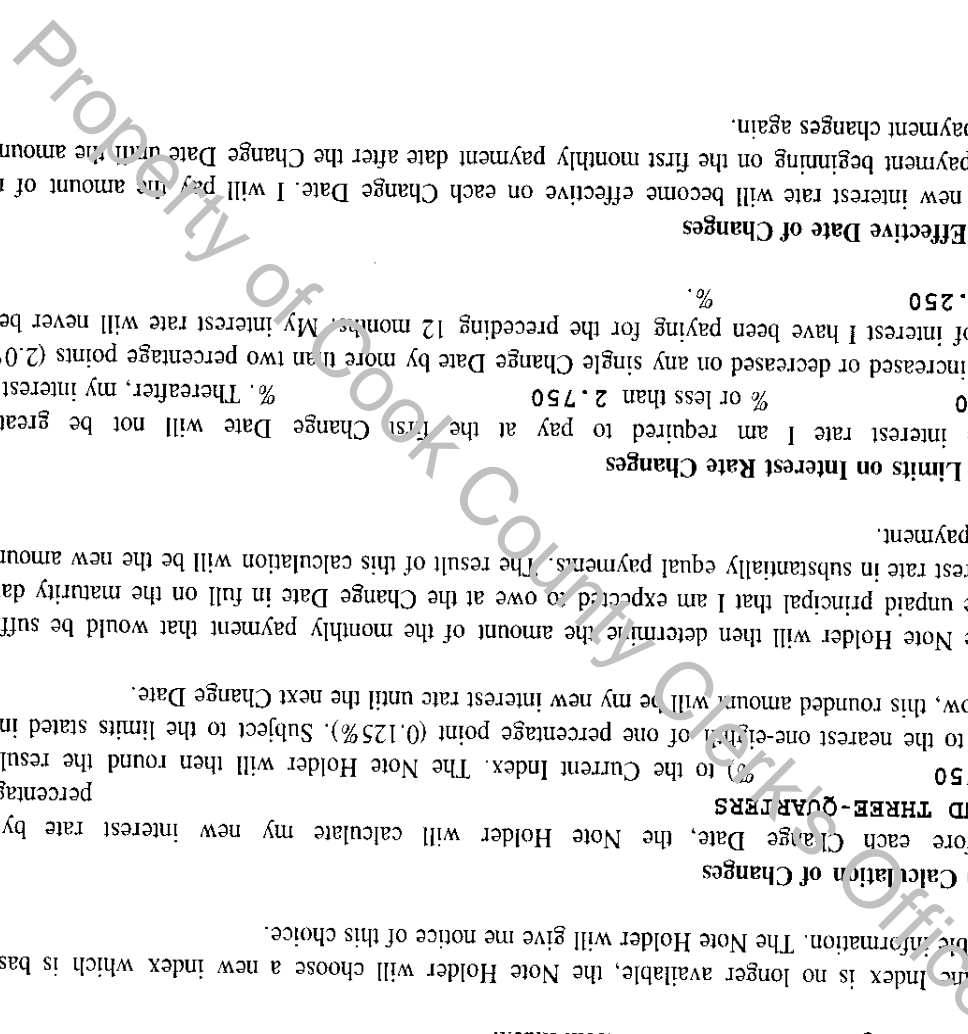 the Index is no longer available, the Note Holder will choose a new index which is bas
ble information. The Note Holder will give me notice of this choice.
Calculation of Changes
fore each Change Date, the Note Holder will calculate my new interest rate by
D THREE-QUARTERS percentag
50 %) to the Current Index. The Note Holder will then round the resul
to the nearest one-eighth of one percentage point (0.125%). Subject to the limits stated in
ow, this rounded amount will be my new interest rate until the next Change Date.
e Note Holder will then determine the amount of the monthly payment that would be suff
e unpaid principal that I am expected to owe at the Change Date in full on the maturity da
rest rate in substantially equal payments. The result of this calculation will be the new amoun
payment.
Limits on Interest Rate Changes
e interest rate I am required to pay at the first Change Date will not be great
0 % or less than 2.750 %. Thereafter, my interest
increased or decreased on any single Change Date by more than two percentage points (2.0%
of interest I have been paying for the preceding 12 months. My interest rate will never be
.250 %.
Effective Date of Changes
new interest rate will become effective on each Change Date. I will pay the amount of
payment beginning on the first monthly payment date after the Change Date until the amoun
payment changes again.
Property of Cook County Clerk's Office